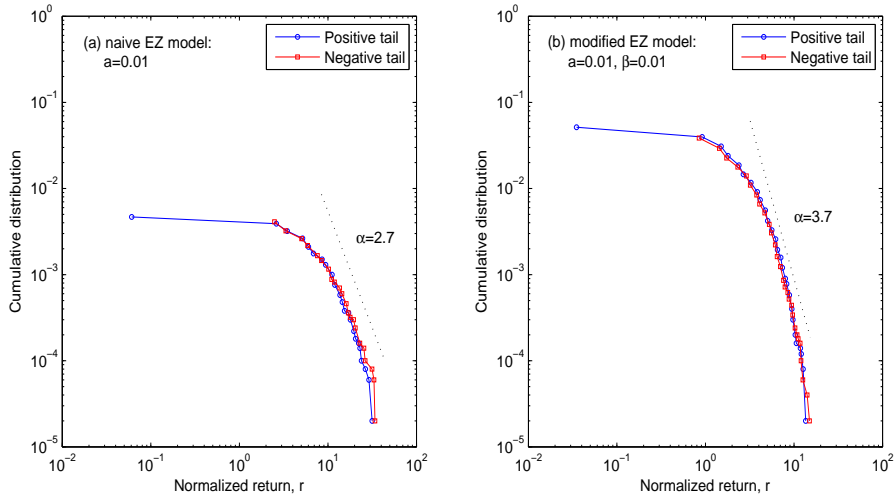 (a) naive EZ model:
a=0.01
Positive tail
Negative tail
α=2.7
Cumulative distribution
10^0
10^-1
10^-2
10^-3
10^-4
10^-5
10^-2
10^-1
10^0
10^1
10^2
Normalized return, r
(b) modified EZ model:
a=0.01, β=0.01
Positive tail
Negative tail
α=3.7
Cumulative distribution
10^0
10^-1
10^-2
10^-3
10^-4
10^-5
10^-2
10^-1
10^0
10^1
10^2
Normalized return, r